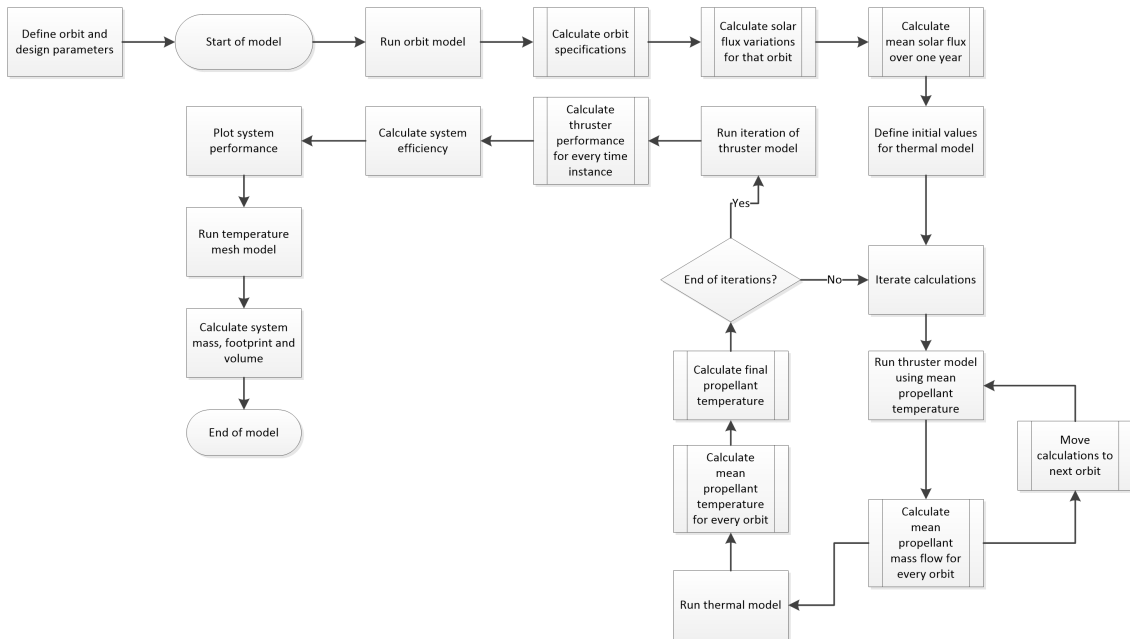 Define orbit and
design parameters
Start of model
Run orbit model
Calculate orbit
specifications
Calculate solar
flux variations
for that orbit
Calculate
mean solar flux
over one year
Plot system
performance
Calculate system
efficiency
Calculate
thruster
performance
for every time
instance
Run iteration of
thruster model
Define initial values
for thermal model
Yes
Run temperature
mesh model
End of iterations?
No
Iterate calculations
Calculate system
mass, footprint and
volume
Calculate final
propellant
temperature
Run thruster model
using mean
propellant
temperature
End of model
Move
calculations to
next orbit
Calculate
mean
propellant
temperature
for every orbit
Calculate
mean
propellant
mass flow for
every orbit
Run thermal model